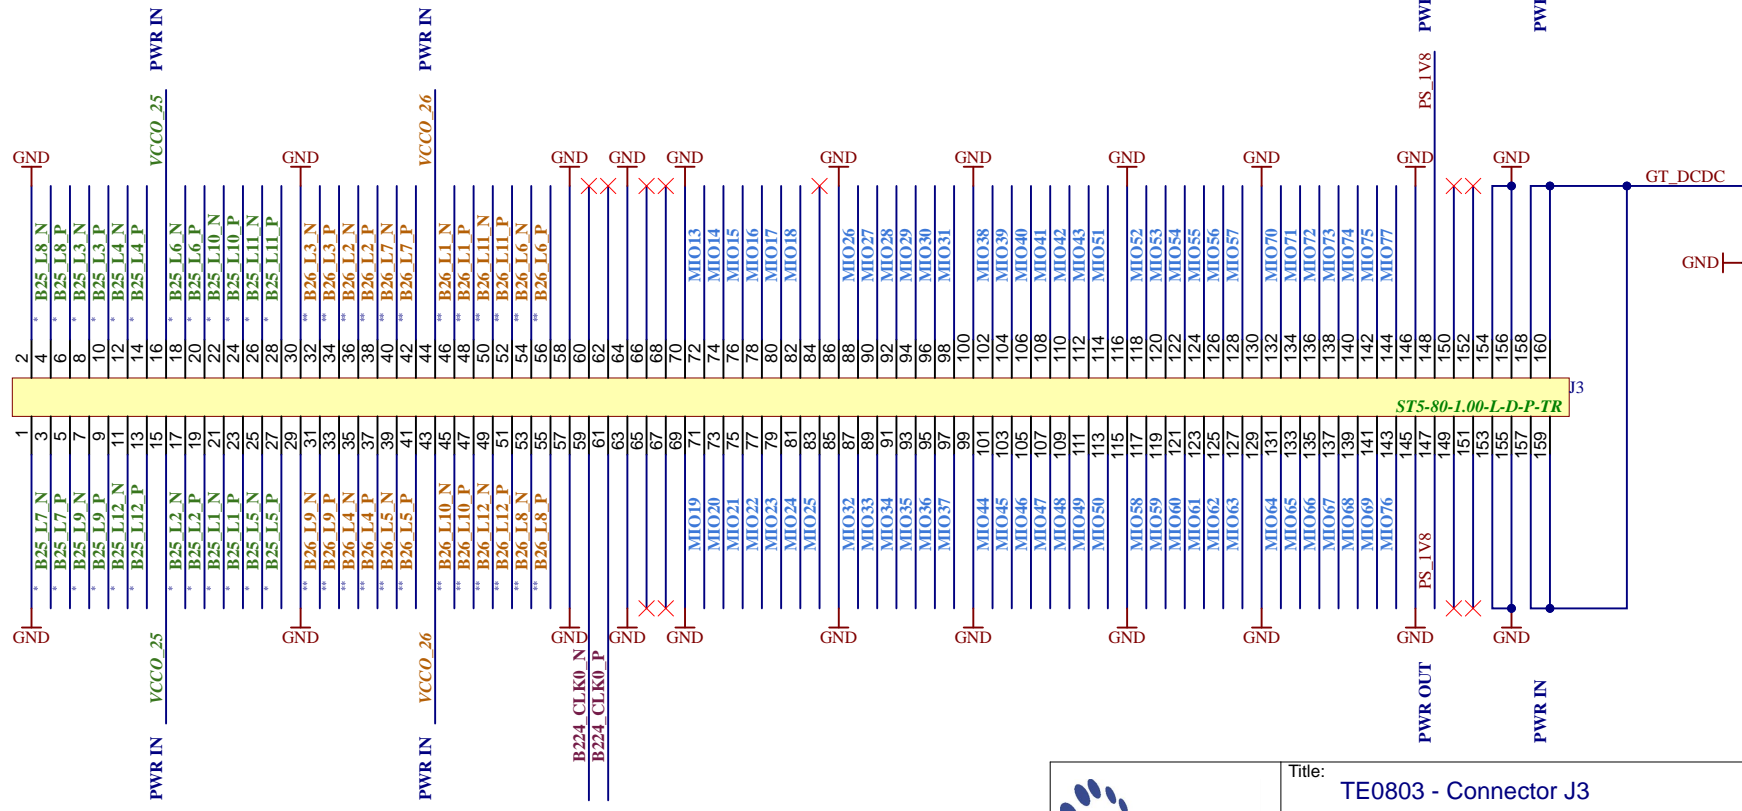 PWR IN
PWR IN
PS_1V8
VCCO_25
VCCO_26
GND
GND
GND
GND
GND
GND
GND
GND
GND
GND
GND
GT_DCDC
GND
B25_L8_N
B25_L8_P
B25_L3_N
B25_L3_P
B25_L4_N
B25_L4_P
B25_L6_N
B25_L6_P
B25_L10_N
B25_L10_P
B25_L11_N
B25_L11_P
B26_L3_N
B26_L3_P
B26_L2_N
B26_L2_P
B26_L7_N
B26_L7_P
B26_L1_N
B26_L1_P
B26_L11_N
B26_L11_P
B26_L6_N
B26_L6_P
MIO13
MIO14
MIO15
MIO16
MIO17
MIO18
MIO26
MIO27
MIO28
MIO29
MIO30
MIO31
MIO38
MIO39
MIO40
MIO41
MIO42
MIO43
MIO51
MIO52
MIO53
MIO54
MIO55
MIO56
MIO57
MIO70
MIO71
MIO72
MIO73
MIO74
MIO75
MIO77
* * * * * * * * * * * * ** ** ** ** ** ** ** ** ** ** ** **
2 4 6 8 10 12 14 16 18 20 22 24 26 28 30 32 34 36 38 40 42 44 46 48 50 52 54 56 58 60 62 64 66 68 70 72 74 76 78 80 82 84 86 88 90 92 94 96 98 100 102 104 106 108 110 112 114 116 118 120 122 124 126 128 130 132 134 136 138 140 142 144 146 148 150 152 154 156 158 160
J3
ST5-80-1.00-L-D-P-TR
1 3 5 7 9 11 13 15 17 19 21 23 25 27 29 31 33 35 37 39 41 43 45 47 49 51 53 55 57 59 61 63 65 67 69 71 73 75 77 79 81 83 85 87 89 91 93 95 97 99 101 103 105 107 109 111 113 115 117 119 121 123 125 127 129 131 133 135 137 139 141 143 145 147 149 151 153 155 157 159
B25_L7_N
B25_L7_P
B25_L9_N
B25_L9_P
B25_L12_N
B25_L12_P
B25_L2_N
B25_L2_P
B25_L1_N
B25_L1_P
B25_L5_N
B25_L5_P
B26_L9_N
B26_L9_P
B26_L4_N
B26_L4_P
B26_L5_N
B26_L5_P
B26_L10_N
B26_L10_P
B26_L12_N
B26_L12_P
B26_L8_N
B26_L8_P
MIO19
MIO20
MIO21
MIO22
MIO23
MIO24
MIO25
MIO32
MIO33
MIO34
MIO35
MIO36
MIO37
MIO44
MIO45
MIO46
MIO47
MIO48
MIO49
MIO50
MIO58
MIO59
MIO60
MIO61
MIO62
MIO63
MIO64
MIO65
MIO66
MIO67
MIO68
MIO69
MIO76
PS_1V8
* * * * * * * * * * * * ** ** ** ** ** ** ** ** ** ** ** **
GND
GND
GND
GND
GND
GND
GND
GND
GND
GND
GND
VCCO_25
VCCO_26
B224_CLK0_N
B224_CLK0_P
PWR OUT
PWR IN
PWR IN
PWR IN
Title:
TE0803 - Connector J3